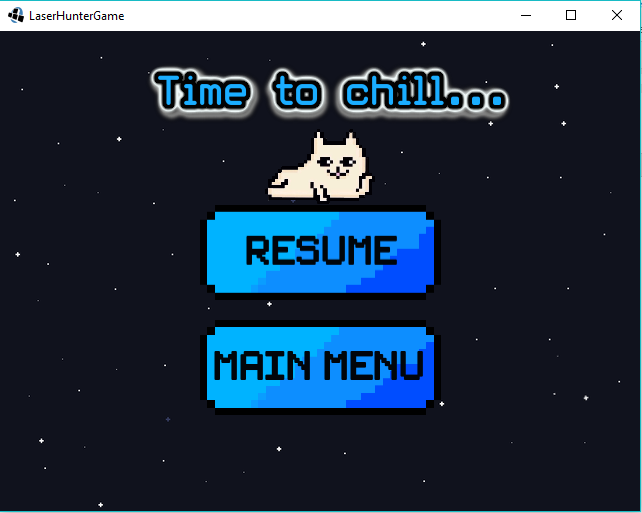 LaserHunterGame
Time to chill...
RESUME
MAIN MENU